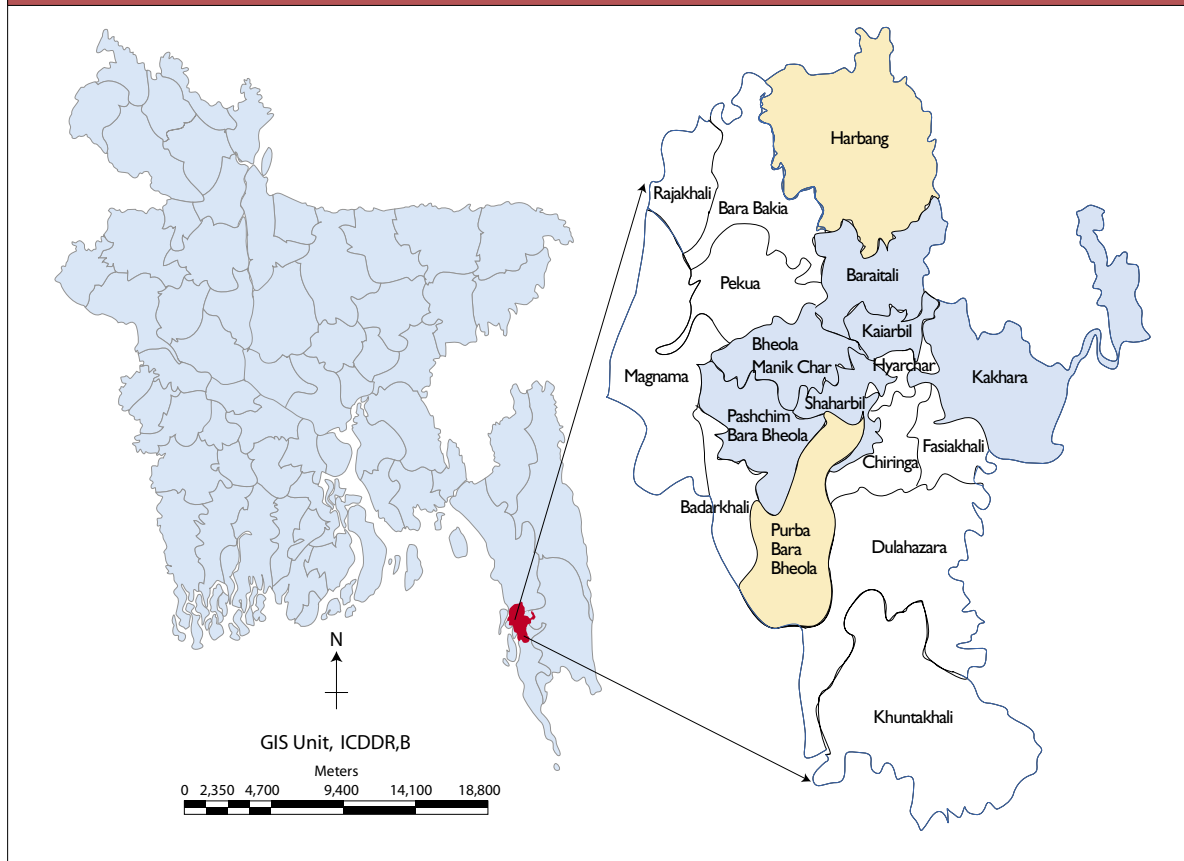 N
GIS Unit, ICDDR,B
Meters
0 2,350 4,700 9,400 14,100 18,800
Harbang
Rajakhali
Bara Bakia
Baraitali
Pekua
Kaiarbil
Bheola
Manik Char
Hyarchar
Magnama
Kakhara
Shaharbil
Pashchim
Bara Bheola
Fasiakhali
Chiringa
Badarkhali
Purba
Bara
Bheola
Dulahazara
Khuntakhali